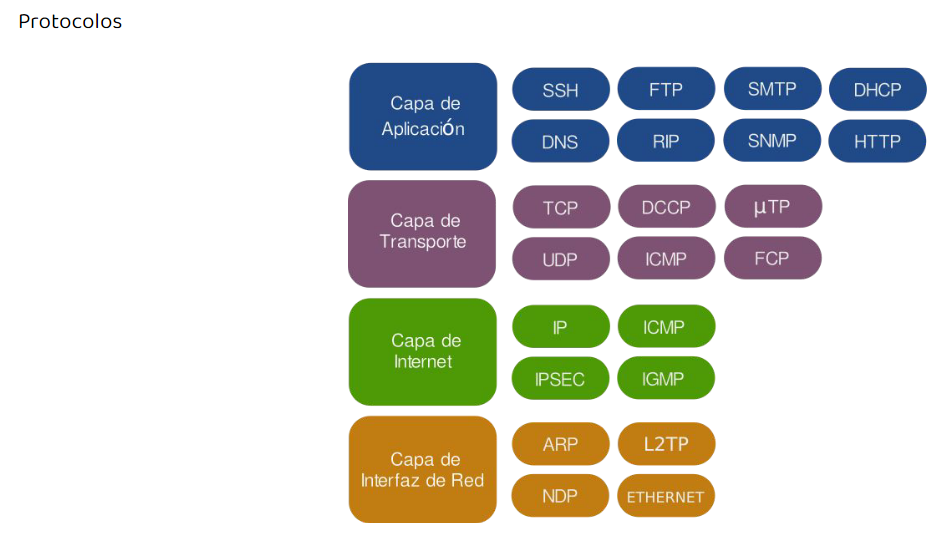 Protocolos
Capa de
Aplicación
SSH
FTP
SMTP
DHCP
DNS
RIP
SNMP
HTTP
Capa de
Transporte
TCP
DCCP
µTP
UDP
ICMP
FCP
Capa de
Internet
IP
ICMP
IPSEC
IGMP
Capa de
Interfaz de Red
ARP
L2TP
NDP
ETHERNET